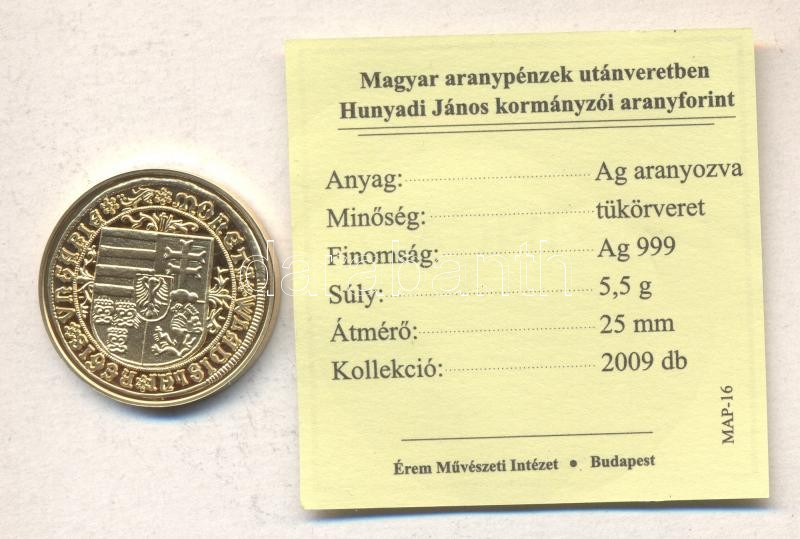 Magyar aranypénzek utánveretben
Hunyadi János kormányzói aranyforint
Anyag: Ag aranyozva
Minőség: tükörveret
Finomság: Ag 999
Súly: 5,5 g
Átmérő: 25 mm
Kollekció: 2009 db
MAP-16
Érem Művészeti Intézet • Budapest
darabanth